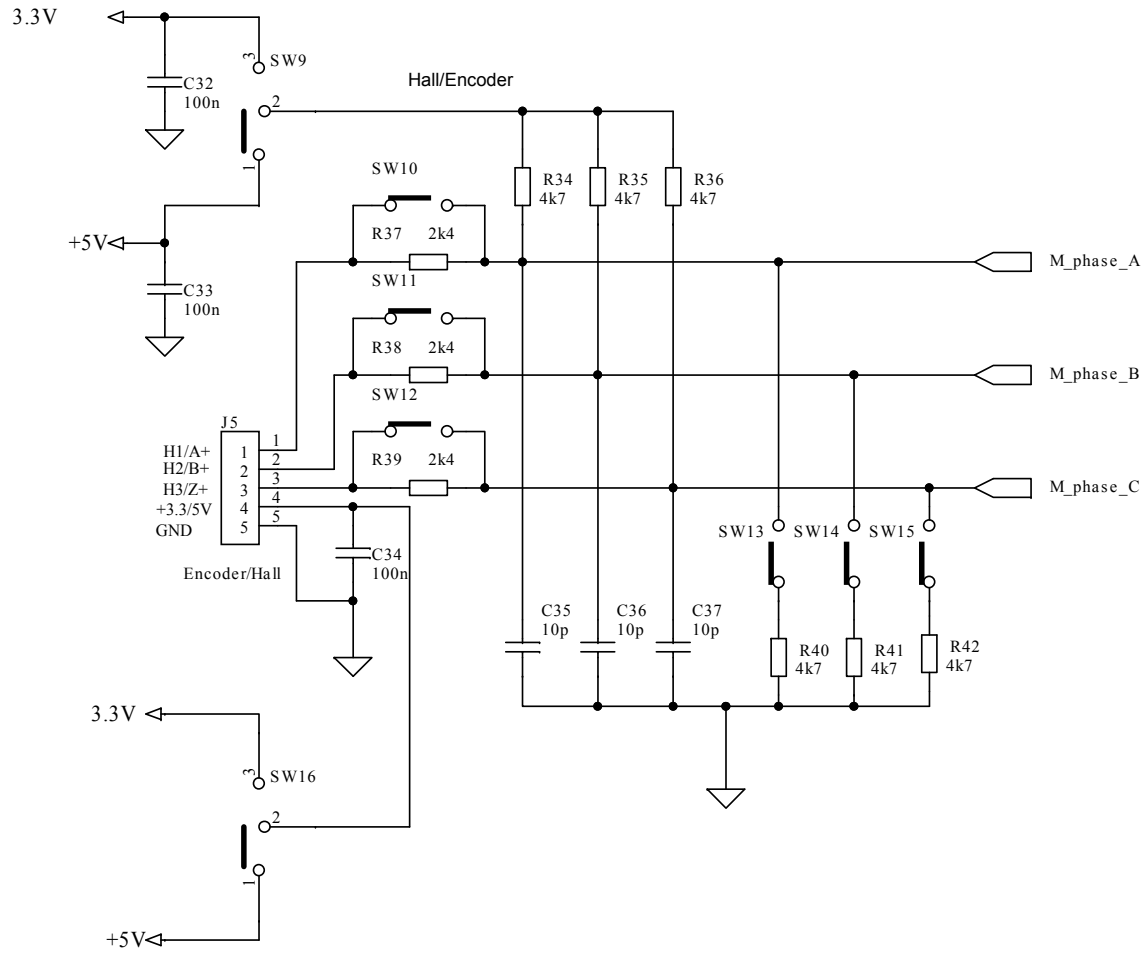 3.3V
3
SW9
C32
100n
Hall/Encoder
2
1
SW10
R34
4k7
R35
4k7
R36
4k7
+5V
R37 2k4
SW11
M_phase_A
C33
100n
R38 2k4
SW12
M_phase_B
J5
H1/A+ 1 1
H2/B+ 2 2
H3/Z+ 3 3
+3.3/5V 4 4
GND 5 5
R39 2k4
M_phase_C
Encoder/Hall
C34
100n
SW13
SW14
SW15
C35
10p
C36
10p
C37
10p
R40
4k7
R41
4k7
R42
4k7
3.3V
3
SW16
2
1
+5V